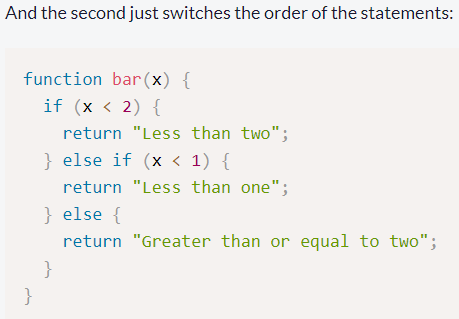 And the second just switches the order of the statements:
function bar(x) {
  if (x < 2) {
    return "Less than two";
  } else if (x < 1) {
    return "Less than one";
  } else {
    return "Greater than or equal to two";
  }
}